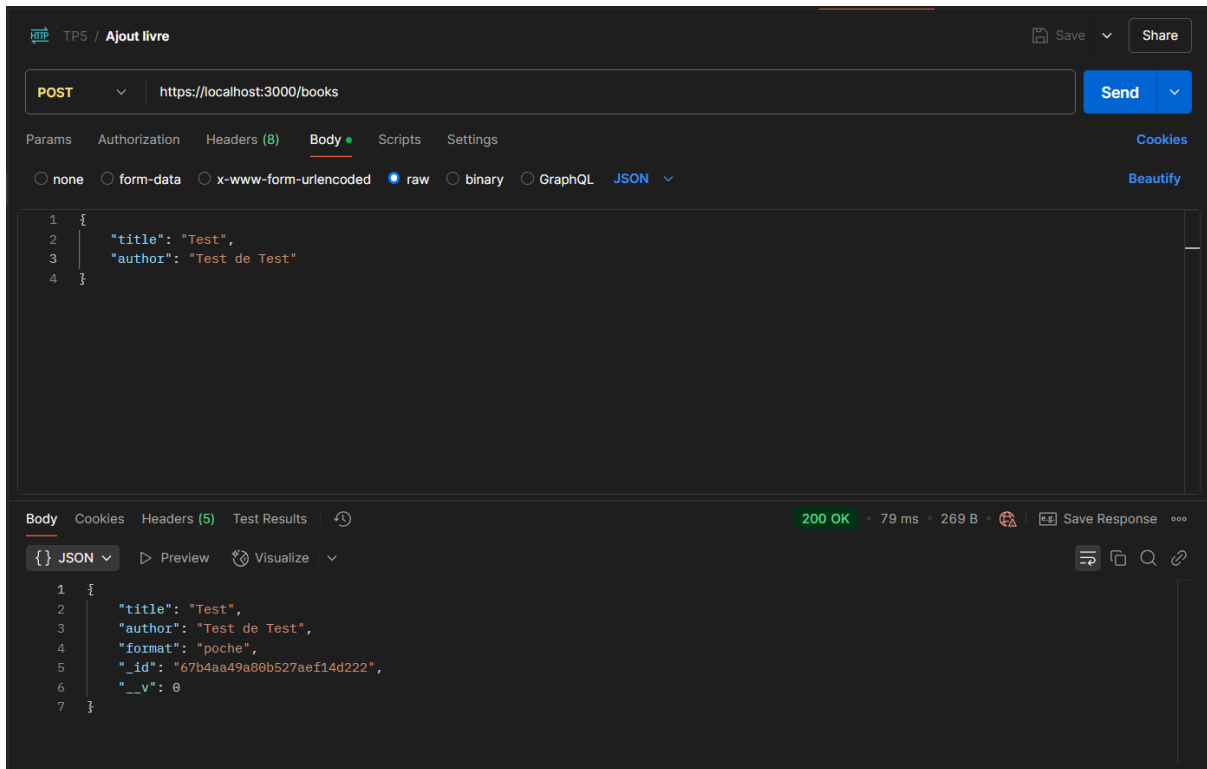 HTTP TP5 / Ajout livre Save Share
POST https://localhost:3000/books Send
Params Authorization Headers (8) Body Scripts Settings Cookies
none form-data x-www-form-urlencoded raw binary GraphQL JSON Beautify
1 {
2 "title": "Test",
3 "author": "Test de Test"
4 }
Body Cookies Headers (5) Test Results 200 OK 79 ms 269 B e.g. Save Response
{} JSON Preview Visualize
1 {
2 "title": "Test",
3 "author": "Test de Test",
4 "format": "poche",
5 "_id": "67b4aa49a80b527aef14d222",
6 "__v": 0
7 }